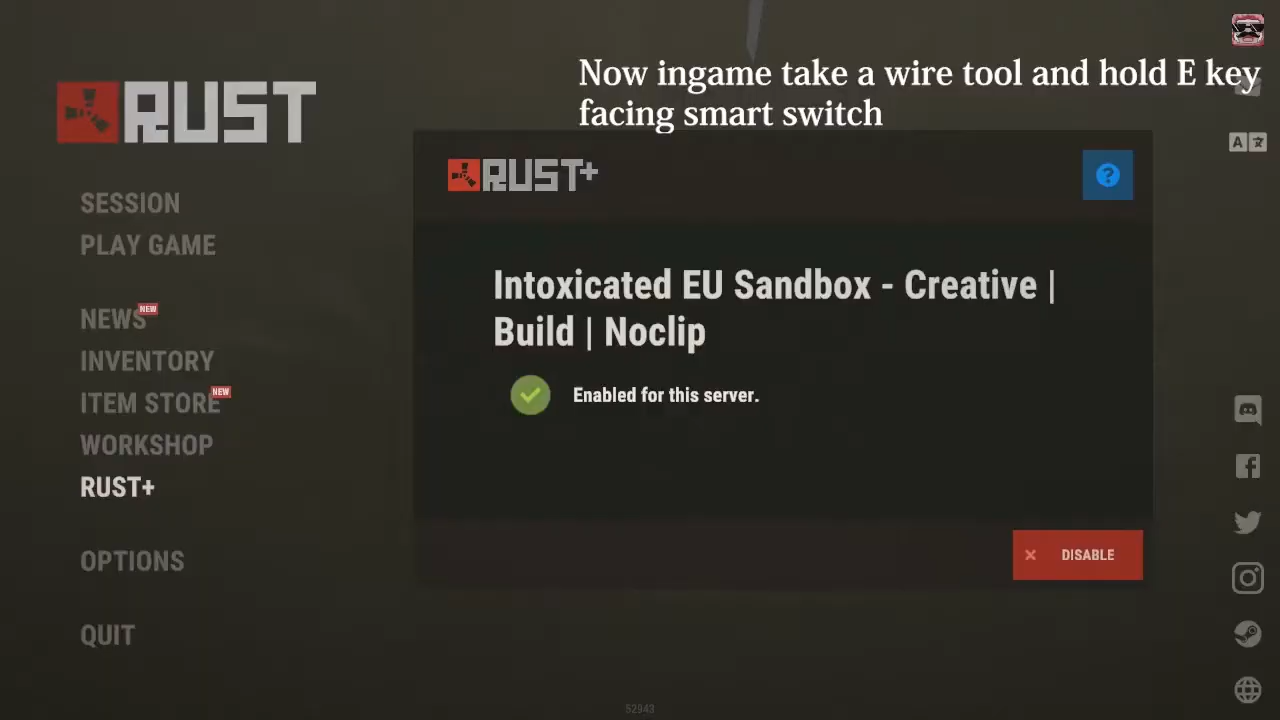 Now ingame take a wire tool and hold E key
facing smart switch
RUST
RUST+
SESSION
PLAY GAME
NEWS NEW
INVENTORY
ITEM STORE NEW
WORKSHOP
RUST+
OPTIONS
QUIT
Intoxicated EU Sandbox - Creative |
Build | Noclip
Enabled for this server.
DISABLE
A
52943